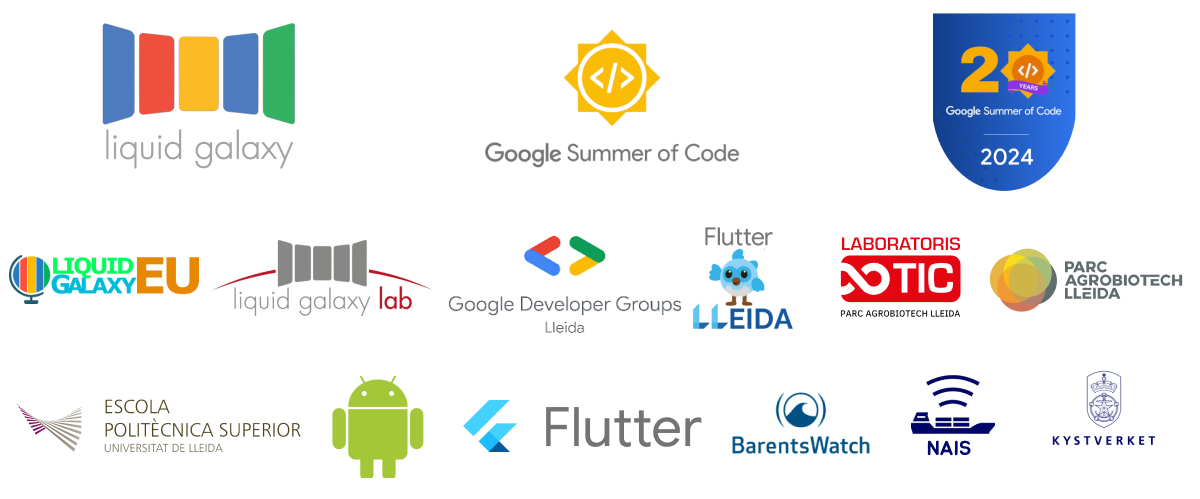 liquid galaxy
</>
Google Summer of Code
20
</>
YEARS
Google Summer of Code
2024
LIQUID
GALAXY
EU
liquid galaxy lab
Google Developer Groups
Lleida
Flutter
LLEIDA
LABORATORIS
TIC
PARC AGROBIOTECH LLEIDA
PARC
AGROBIOTECH
LLEIDA
ESCOLA
POLITÈCNICA SUPERIOR
UNIVERSITAT DE LLEIDA
Flutter
BarentsWatch
NAIS
KYSTVERKET